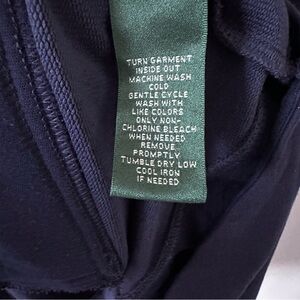 TURN GARMENT
INSIDE OUT
MACHINE WASH
COLD
GENTLE CYCLE
WASH WITH
LIKE COLORS
ONLY NON-
CHLORINE BLEACH
WHEN NEEDED
REMOVE
PROMPTLY
TUMBLE DRY LOW
COOL IRON
IF NEEDED